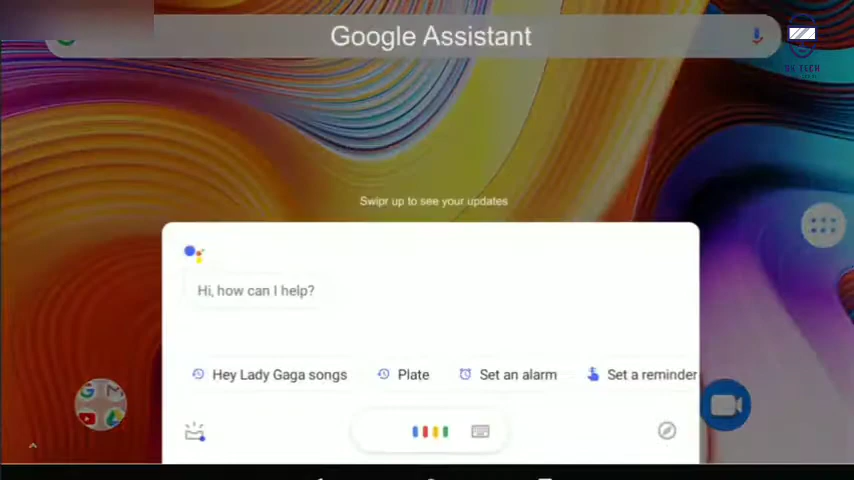 Google Assistant
Swipr up to see your updates
Hi, how can I help?
Hey Lady Gaga songs
Plate
Set an alarm
Set a reminder